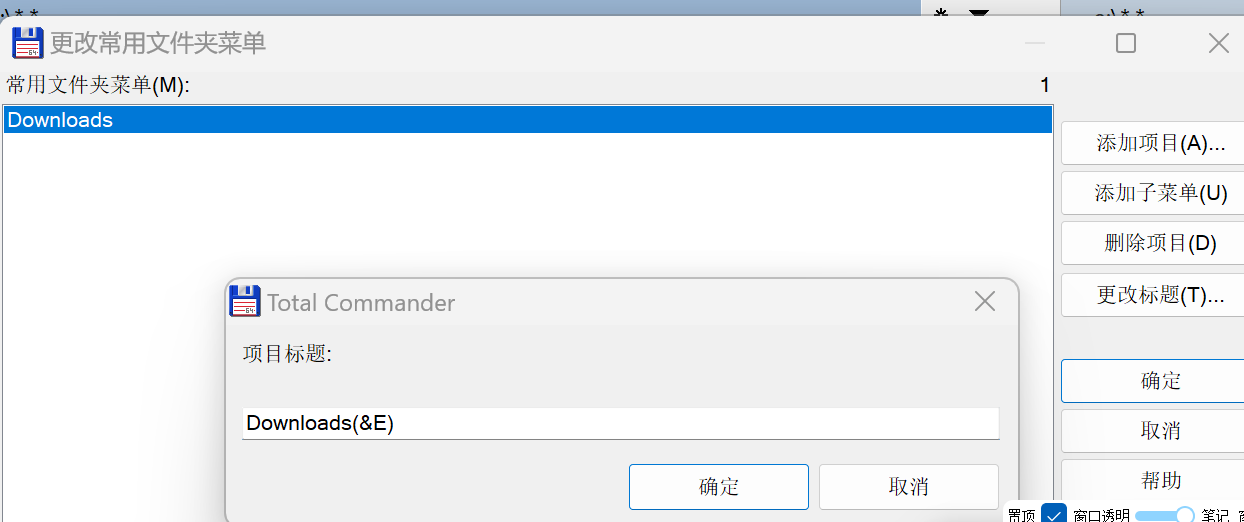 更改常用文件夹菜单
常用文件夹菜单(M): 1
Downloads
添加项目(A)...
添加子菜单(U)
删除项目(D)
更改标题(T)...
Total Commander
项目标题:
Downloads(&E)
确定 取消
确定
取消
帮助
置顶 窗口透明 笔记